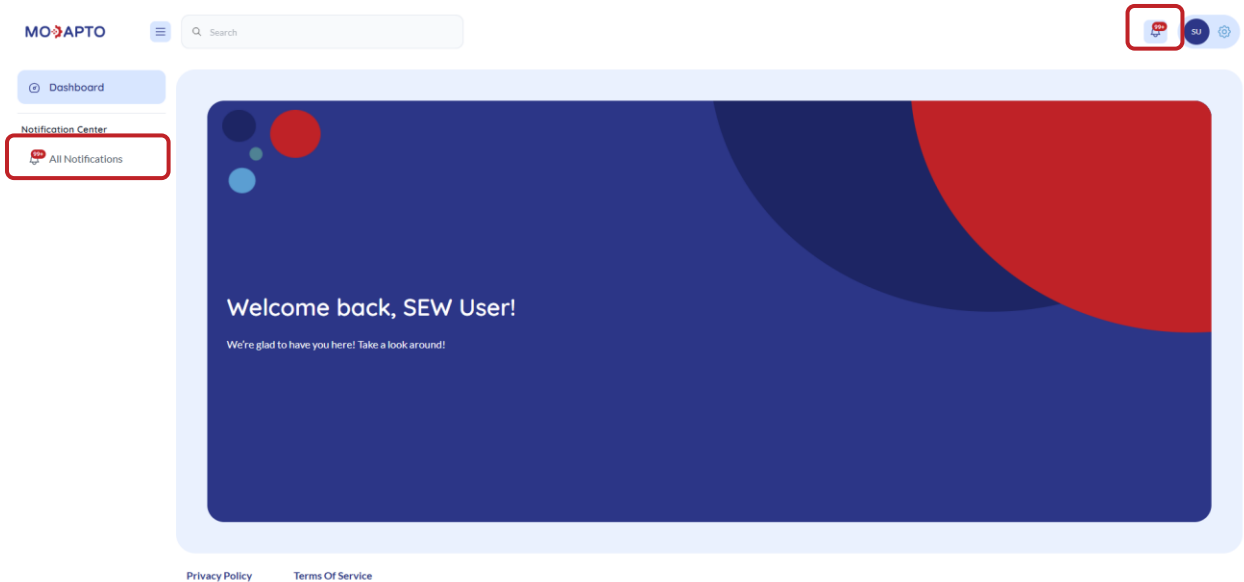 MODAPTO
Search
99+
SU
Dashboard
Notification Center
99+
All Notifications
Welcome back, SEW User!
We're glad to have you here! Take a look around!
Privacy Policy
Terms Of Service